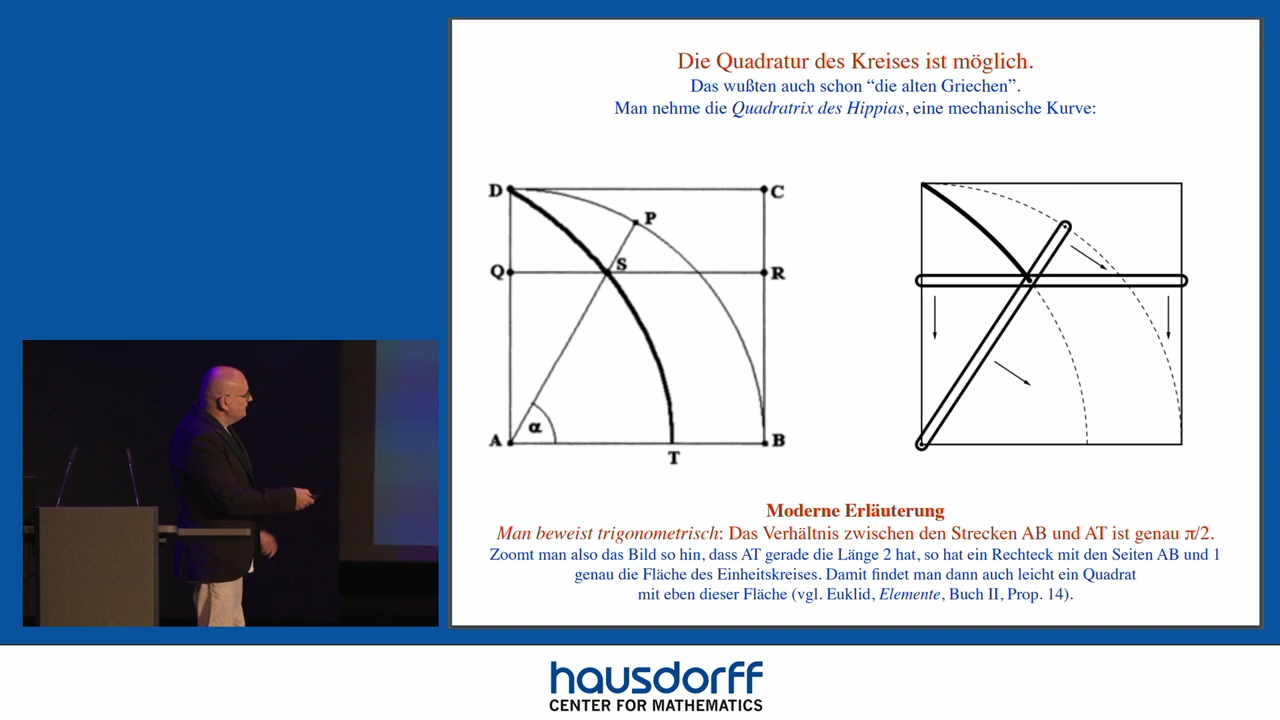 Die Quadratur des Kreises ist möglich.
Das wußten auch schon “die alten Griechen”.
Man nehme die Quadratrix des Hippias, eine mechanische Kurve:
D
C
P
Q
S
R
α
A
B
T
Moderne Erläuterung
Man beweist trigonometrisch: Das Verhältnis zwischen den Strecken AB und AT ist genau π/2.
Zoomt man also das Bild so hin, dass AT gerade die Länge 2 hat, so hat ein Rechteck mit den Seiten AB und 1
genau die Fläche des Einheitskreises. Damit findet man dann auch leicht ein Quadrat
mit eben dieser Fläche (vgl. Euklid, Elemente, Buch II, Prop. 14).
hausdorff
CENTER FOR MATHEMATICS